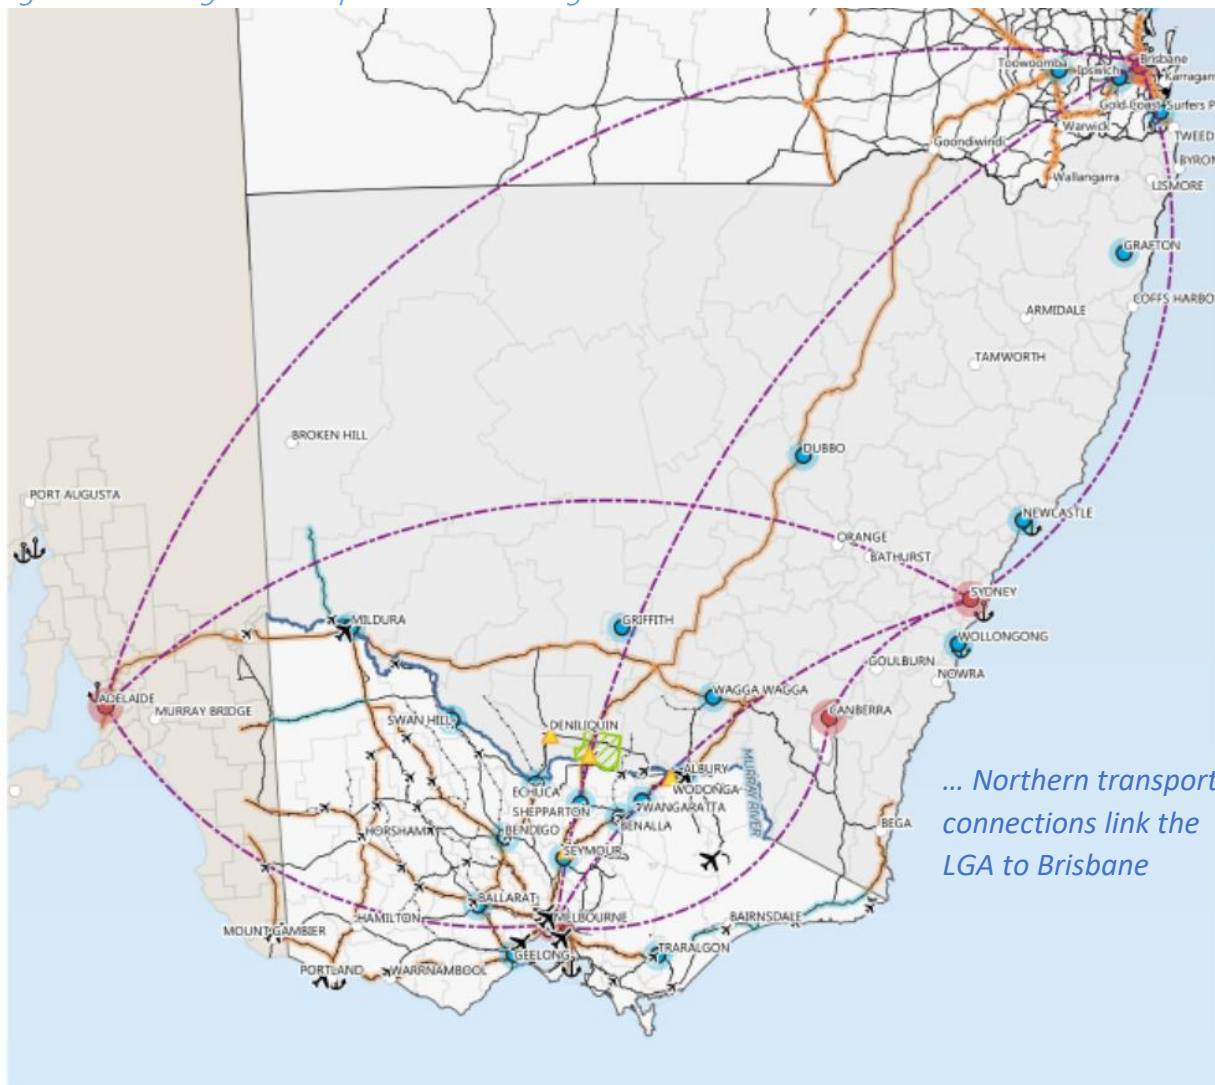 Brisbane
Toowoomba
Ipswich
Karragar
Gold Coast
Surfers P
Warwick
TWEED
Goondiwindi
BYRON
Wallangarra
LISMORE
GRAFTON
COFFS HARBO
ARMIDALE
TAMWORTH
BROKEN HILL
DUBBO
PORT AUGUSTA
NEWCASTLE
ORANGE
BATHURST
SYDNEY
MILDURA
GRIFFITH
WOLLONGONG
GOULBURN
NOWRA
ADELAIDE
MURRAY BRIDGE
WAGGA WAGGA
CANBERRA
SWAN HILL
DENILIQUIN
ALBURY
MURRAY RIVER
ECHUCA
WODONGA
SHEPPARTON
WANGARATTA
... Northern transport
connections link the
LGA to Brisbane
HORSHAM
BENDIGO
BENALLA
BEGA
SEYMOUR
BALLARAT
HAMILTON
MELBOURNE
BAIRNSDALE
MOUNT GAMBIER
TRARALGON
GEELONG
PORTLAND
WARRNAMBOOL